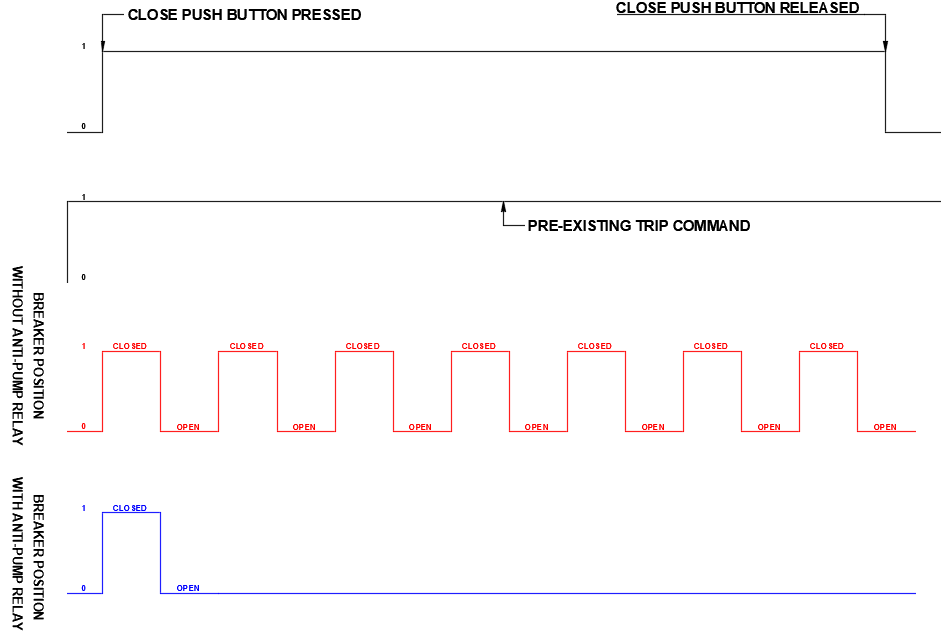 CLOSE PUSH BUTTON PRESSED
CLOSE PUSH BUTTON RELEASED
1
0
1
PRE-EXISTING TRIP COMMAND
0
BREAKER POSITION
WITHOUT ANTI-PUMP RELAY
1
CLOSED CLOSED CLOSED CLOSED CLOSED CLOSED CLOSED
0
OPEN OPEN OPEN OPEN OPEN OPEN OPEN
BREAKER POSITION
WITH ANTI-PUMP RELAY
1
CLOSED
0
OPEN